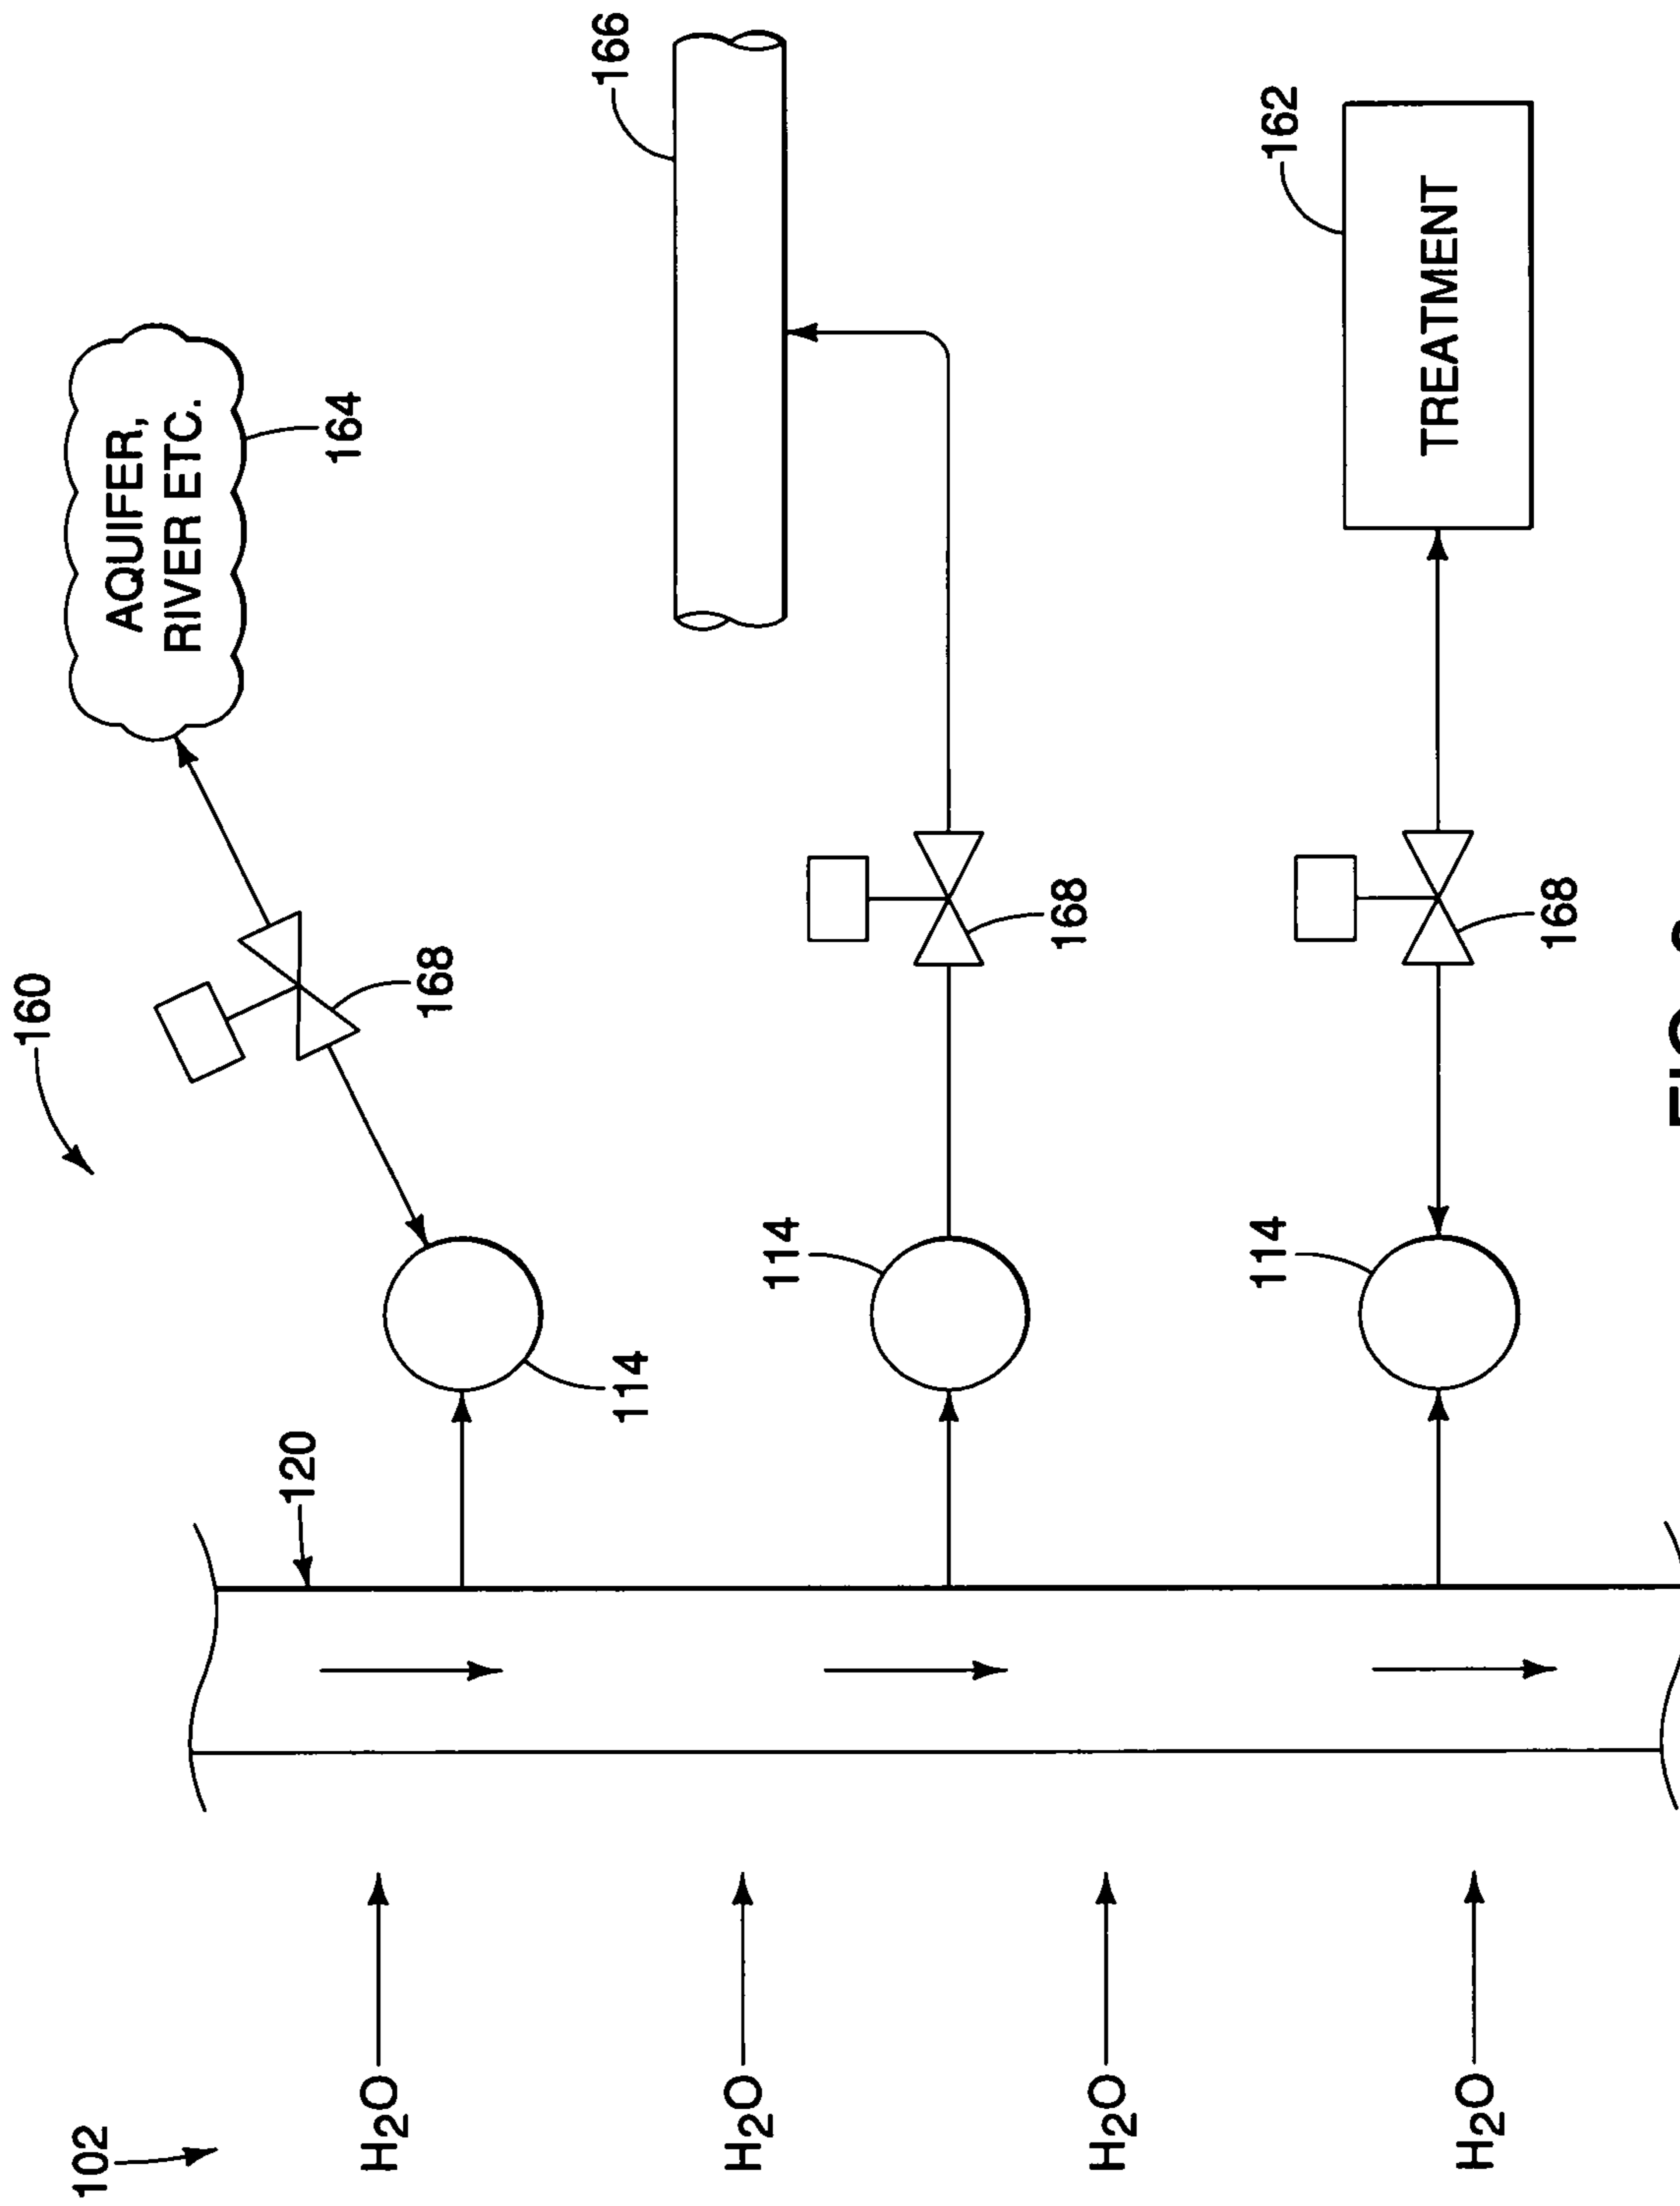 160
102
AQUIFER,
RIVER ETC.
120
164
H₂O
168
166
114
H₂O
114
168
H₂O
114
162
TREATMENT
H₂O
168